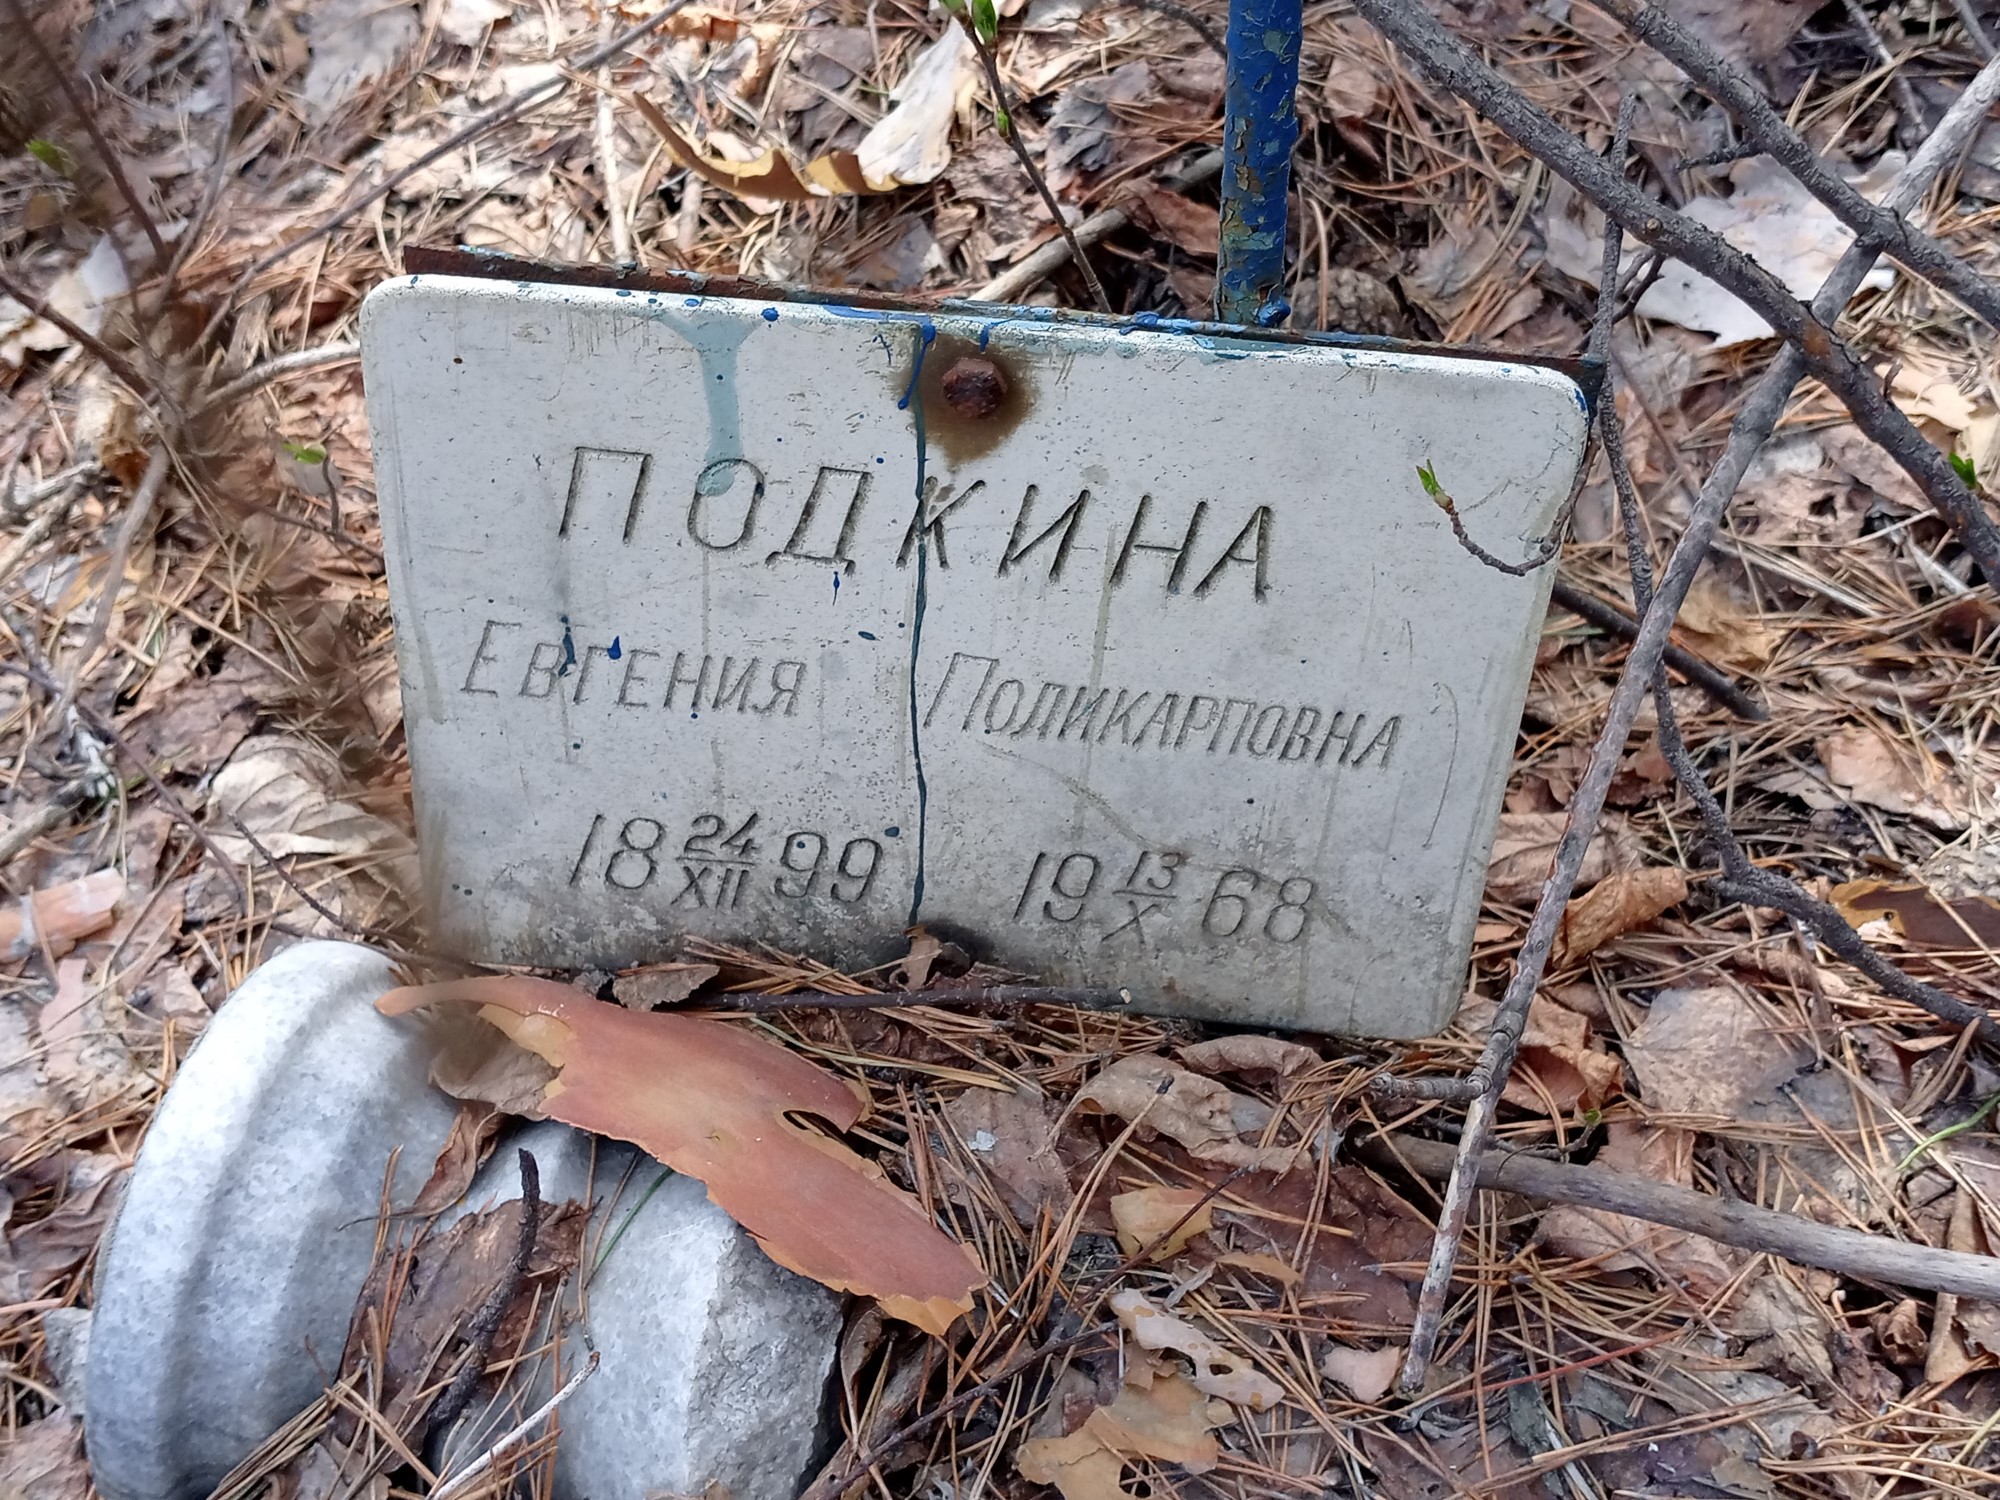 ПОДКИНА
ЕВГЕНИЯ ПОЛИКАРПОВНА
18 24/XII 99 19 13/X 68